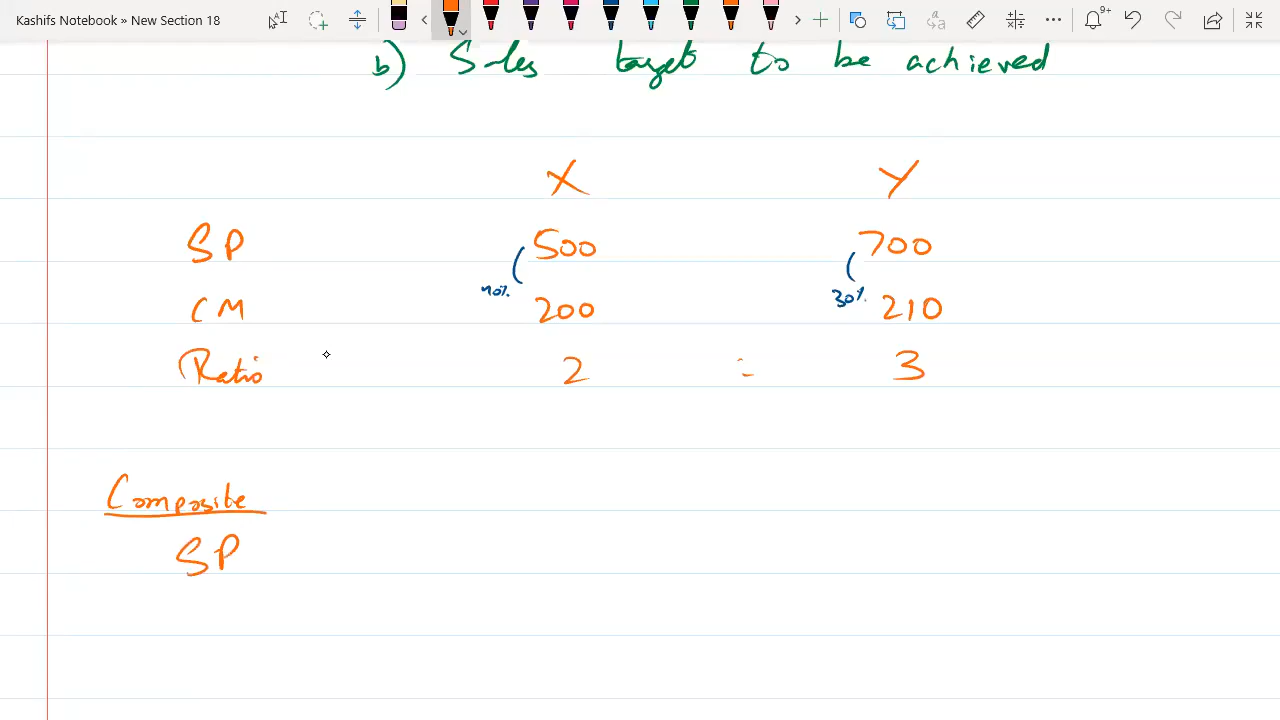 Kashifs Notebook » New Section 18
9+
b) Sales target to be achieved
X Y
SP 500 700
40% 30%
CM 200 210
Ratio 2 : 3
Composite
SP